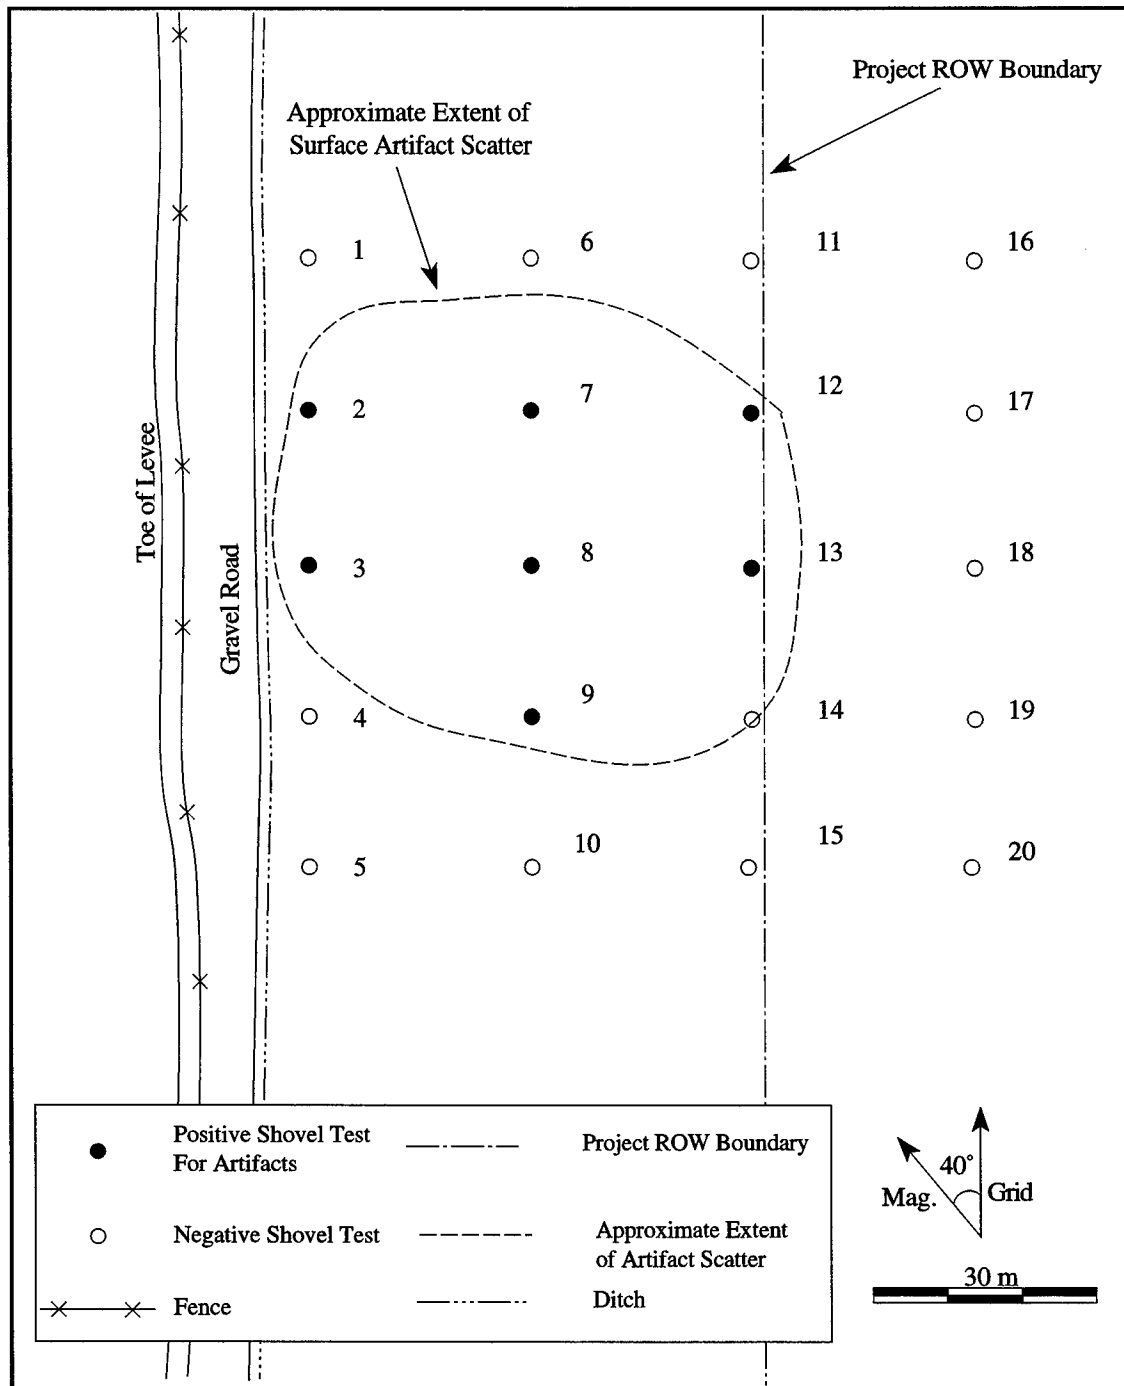 Project ROW Boundary
Approximate Extent of
Surface Artifact Scatter
1
6
11
16
2
7
12
17
3
8
13
18
4
9
14
19
5
10
15
20
Toe of Levee
Gravel Road
Positive Shovel Test
For Artifacts
Project ROW Boundary
Negative Shovel Test
Approximate Extent
of Artifact Scatter
Fence
Ditch
40°
Mag.
Grid
30 m